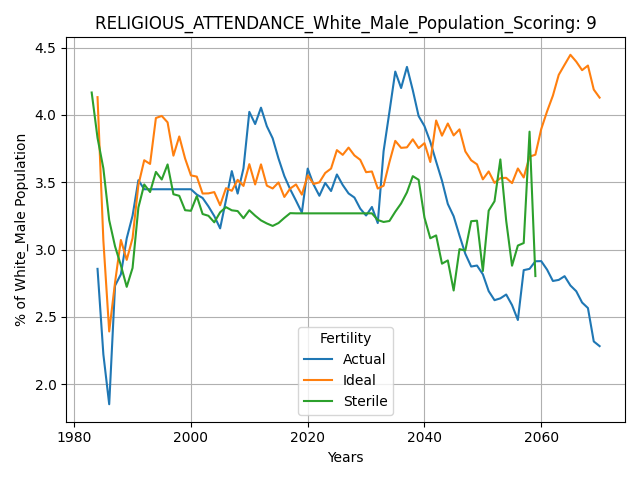 RELIGIOUS_ATTENDANCE_White_Male_Population_Scoring: 9
% of White_Male Population
4.5
4.0
3.5
3.0
2.5
2.0
Fertility
Actual
Ideal
Sterile
1980 2000 2020 2040 2060
Years